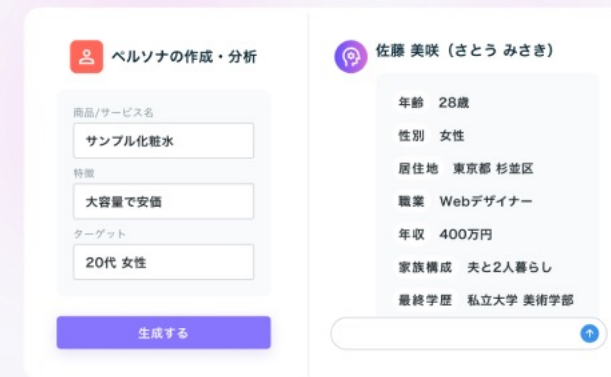 ペルソナの作成・分析
商品/サービス名
サンプル化粧水
特徴
大容量で安価
ターゲット
20代 女性
生成する
佐藤 美咲（さとう みさき）
年齢 28歳
性別 女性
居住地 東京都 杉並区
職業 Webデザイナー
年収 400万円
家族構成 夫と2人暮らし
最終学歴 私立大学 美術学部